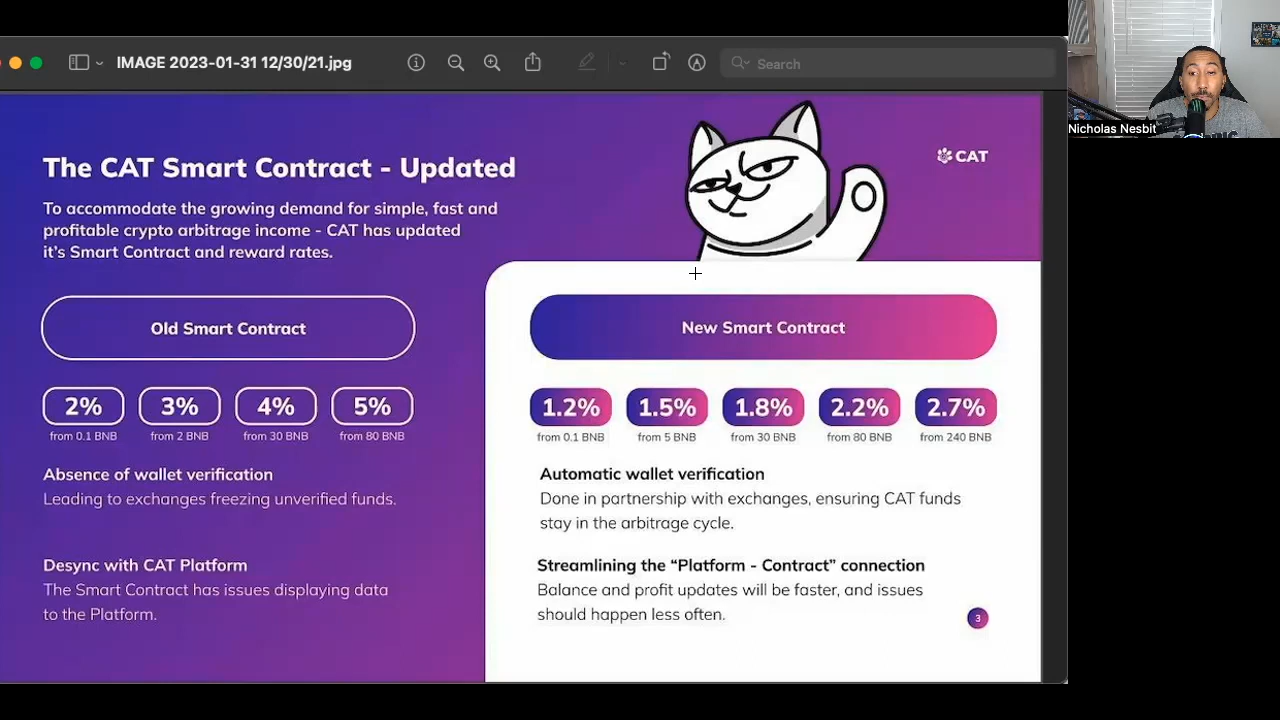 IMAGE 2023-01-31 12/30/21.jpg
Search
Nicholas Nesbit
The CAT Smart Contract - Updated
CAT
To accommodate the growing demand for simple, fast and
profitable crypto arbitrage income - CAT has updated
it's Smart Contract and reward rates.
Old Smart Contract
2% 3% 4% 5%
from 0.1 BNB from 2 BNB from 30 BNB from 80 BNB
Absence of wallet verification
Leading to exchanges freezing unverified funds.
Desync with CAT Platform
The Smart Contract has issues displaying data
to the Platform.
New Smart Contract
1.2% 1.5% 1.8% 2.2% 2.7%
from 0.1 BNB from 5 BNB from 30 BNB from 80 BNB from 240 BNB
Automatic wallet verification
Done in partnership with exchanges, ensuring CAT funds
stay in the arbitrage cycle.
Streamlining the “Platform - Contract” connection
Balance and profit updates will be faster, and issues
should happen less often.
3